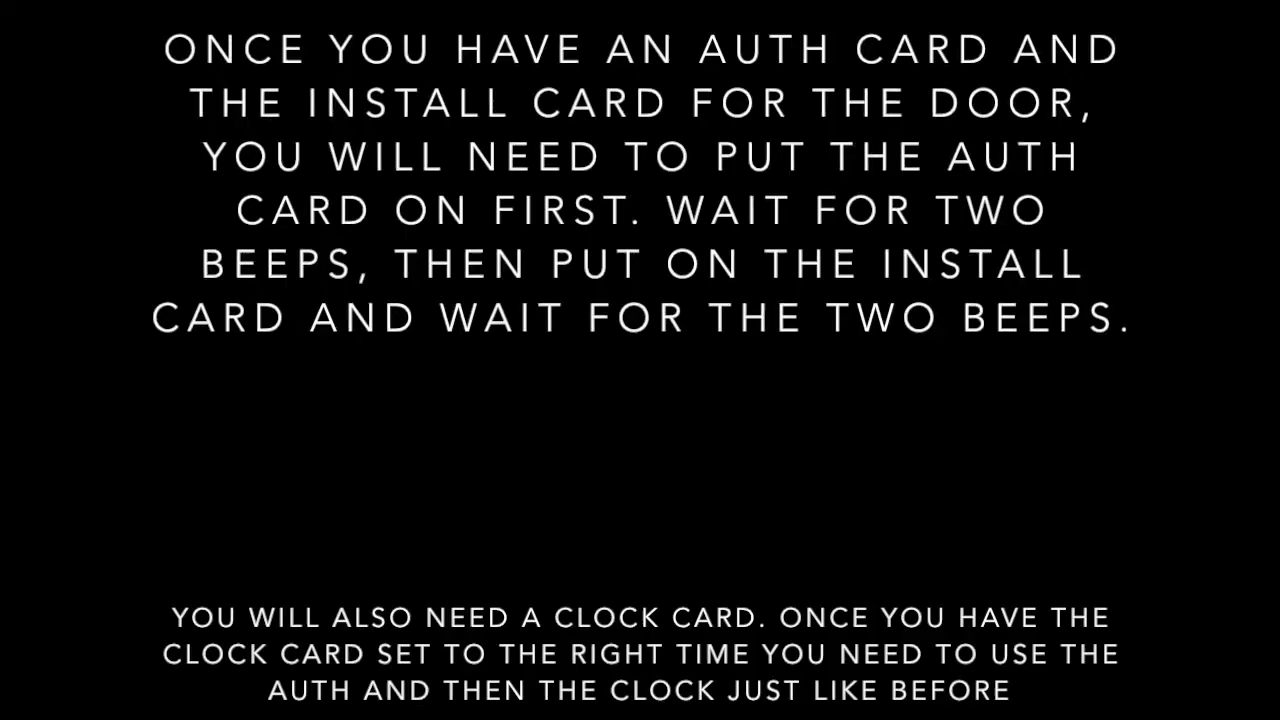 ONCE YOU HAVE AN AUTH CARD AND
THE INSTALL CARD FOR THE DOOR,
YOU WILL NEED TO PUT THE AUTH
CARD ON FIRST. WAIT FOR TWO
BEEPS, THEN PUT ON THE INSTALL
CARD AND WAIT FOR THE TWO BEEPS.
YOU WILL ALSO NEED A CLOCK CARD. ONCE YOU HAVE THE
CLOCK CARD SET TO THE RIGHT TIME YOU NEED TO USE THE
AUTH AND THEN THE CLOCK JUST LIKE BEFORE